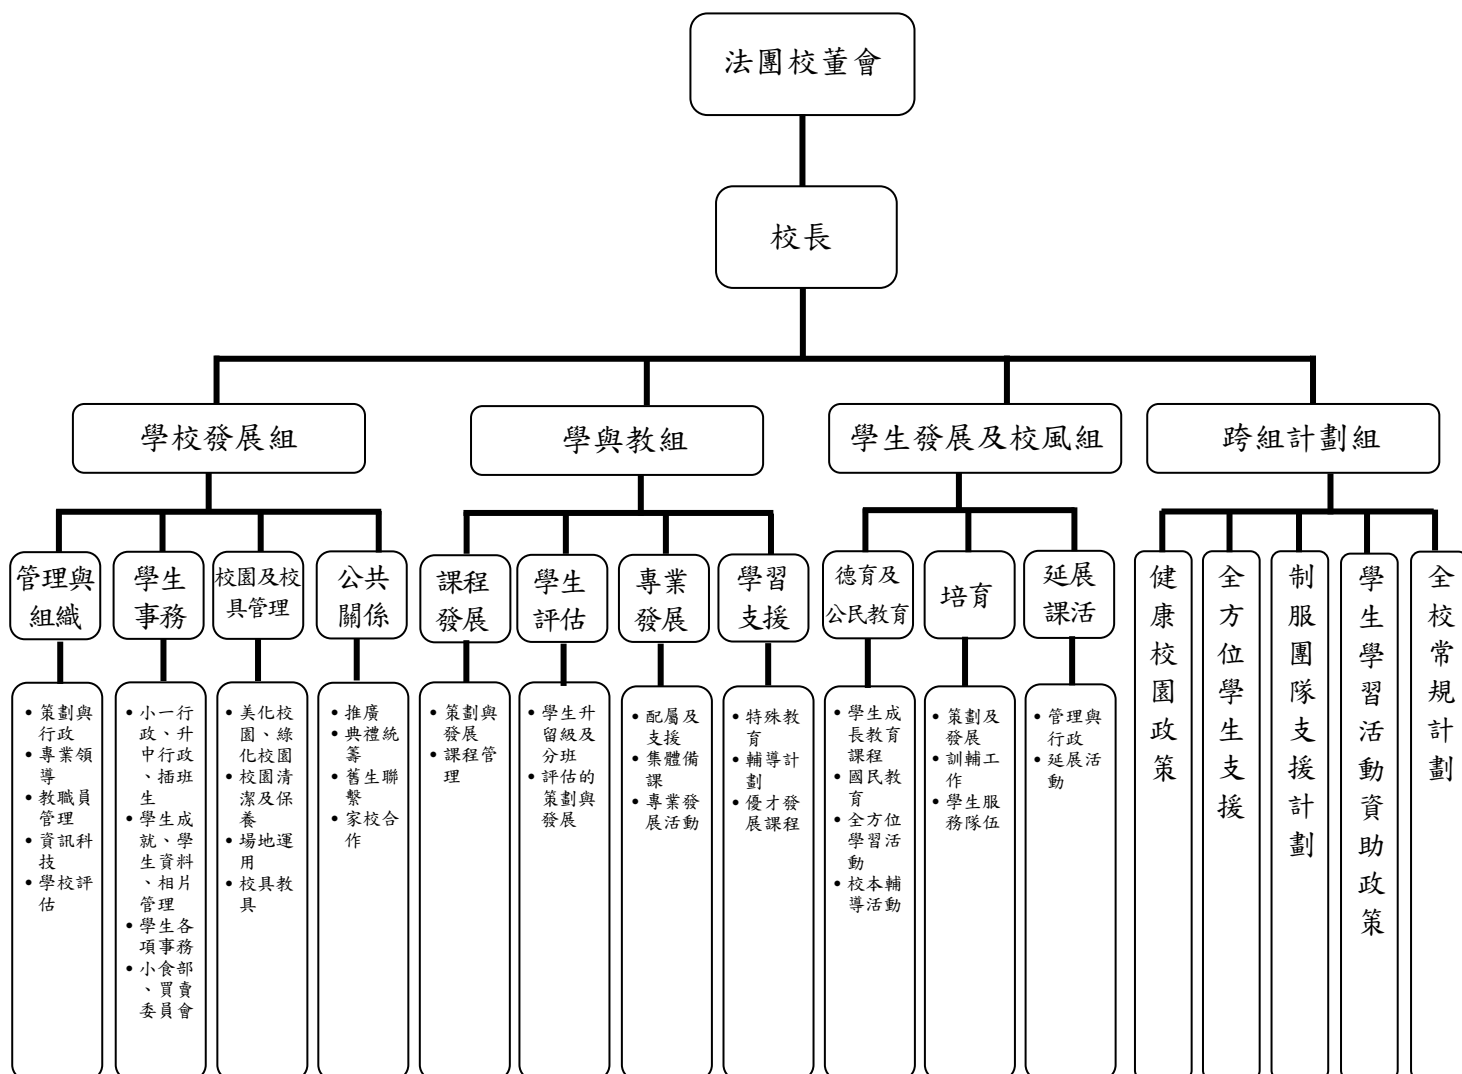 法團校董會
校長
學校發展組
學與教組
學生發展及校風組
跨組計劃組
管理與
組織
學生
事務
校園及校
具管理
公共
關係
課程
發展
學生
評估
專業
發展
學習
支援
德育及
公民教育
培育
延展
課活
健康校園政策
全方位學生支援
制服團隊支援計劃
學生學習活動資助政策
全校常規計劃
• 策劃與
行政
• 專業領
導
• 教職員
管理
• 資訊科
技
• 學校評
估
• 小一行
政、升
中行政
、插班
生
• 學生成
就、學
生資料
、相片
管理
• 學生各
項事務
• 小食部
、買賣
委員會
• 美化校
園、綠
化校園
• 校園清
潔及保
養
• 場地運
用
• 校具教
具
• 推廣
• 典禮統
籌
• 舊生聯
繫
• 家校合
作
• 策劃與
發展
• 課程管
理
• 學生升
留級及
分班
• 評估的
策劃與
發展
• 配屬及
支援
• 集體備
課
• 專業發
展活動
• 特殊教
育
• 輔導計
劃
• 優才發
展課程
• 學生成
長教育
課程
• 國民教
育
• 全方位
學習活
動
• 校本輔
導活動
• 策劃及
發展
• 訓輔工
作
• 學生服
務隊伍
• 管理與
行政
• 延展活
動